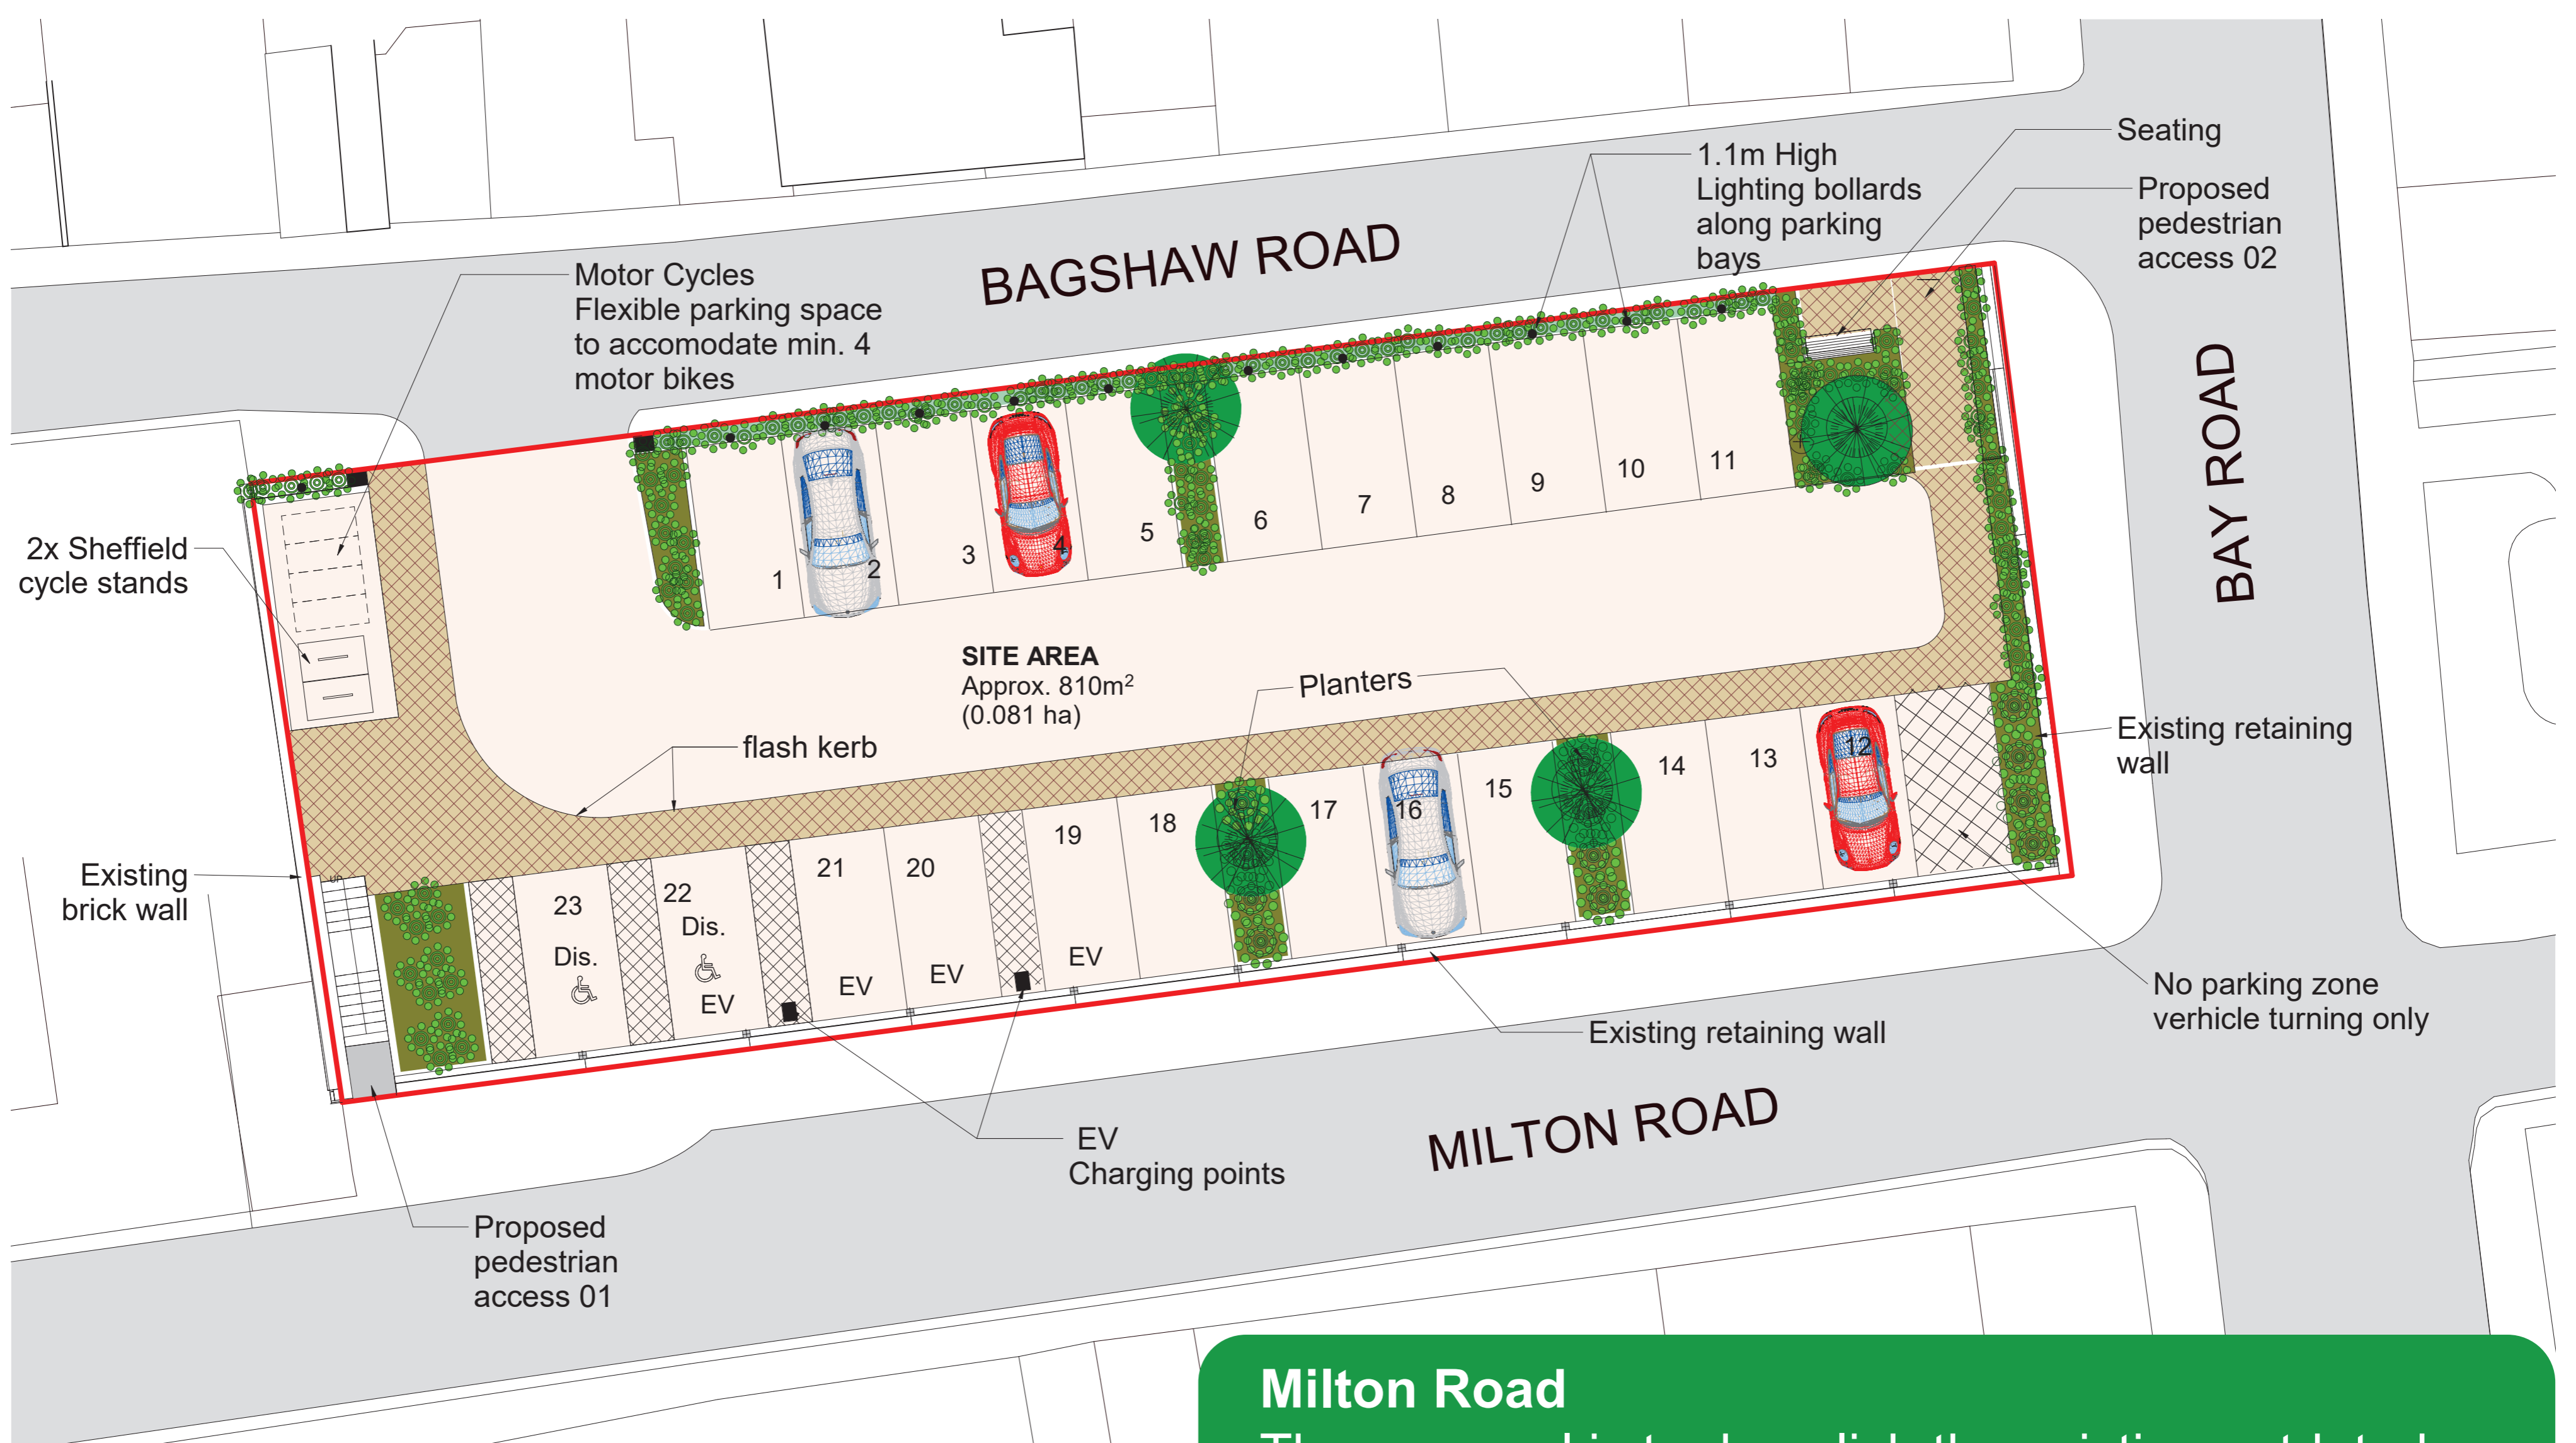 Seating
1.1m High
Lighting bollards
along parking
bays
Proposed
pedestrian
access 02
BAGSHAW ROAD
Motor Cycles
Flexible parking space
to accomodate min. 4
motor bikes
BAY ROAD
2x Sheffield
cycle stands
1
2
3
4
5
6
7
8
9
10
11
SITE AREA
Approx. 810m²
(0.081 ha)
Planters
flash kerb
Existing retaining
wall
12
13
14
15
16
17
18
19
EV
20
EV
21
EV
22
Dis.
EV
23
Dis.
UP
Existing
brick wall
No parking zone
verhicle turning only
Existing retaining wall
EV
Charging points
MILTON ROAD
Proposed
pedestrian
access 01
Milton Road